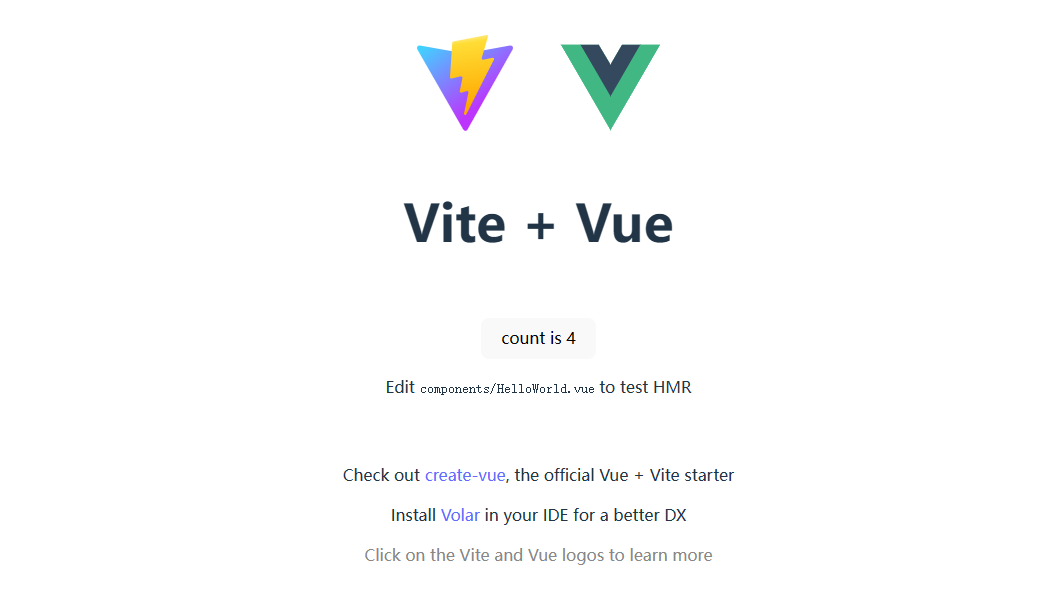 Vite + Vue
count is 4
Edit components/HelloWorld.vue to test HMR
Check out create-vue, the official Vue + Vite starter
Install Volar in your IDE for a better DX
Click on the Vite and Vue logos to learn more